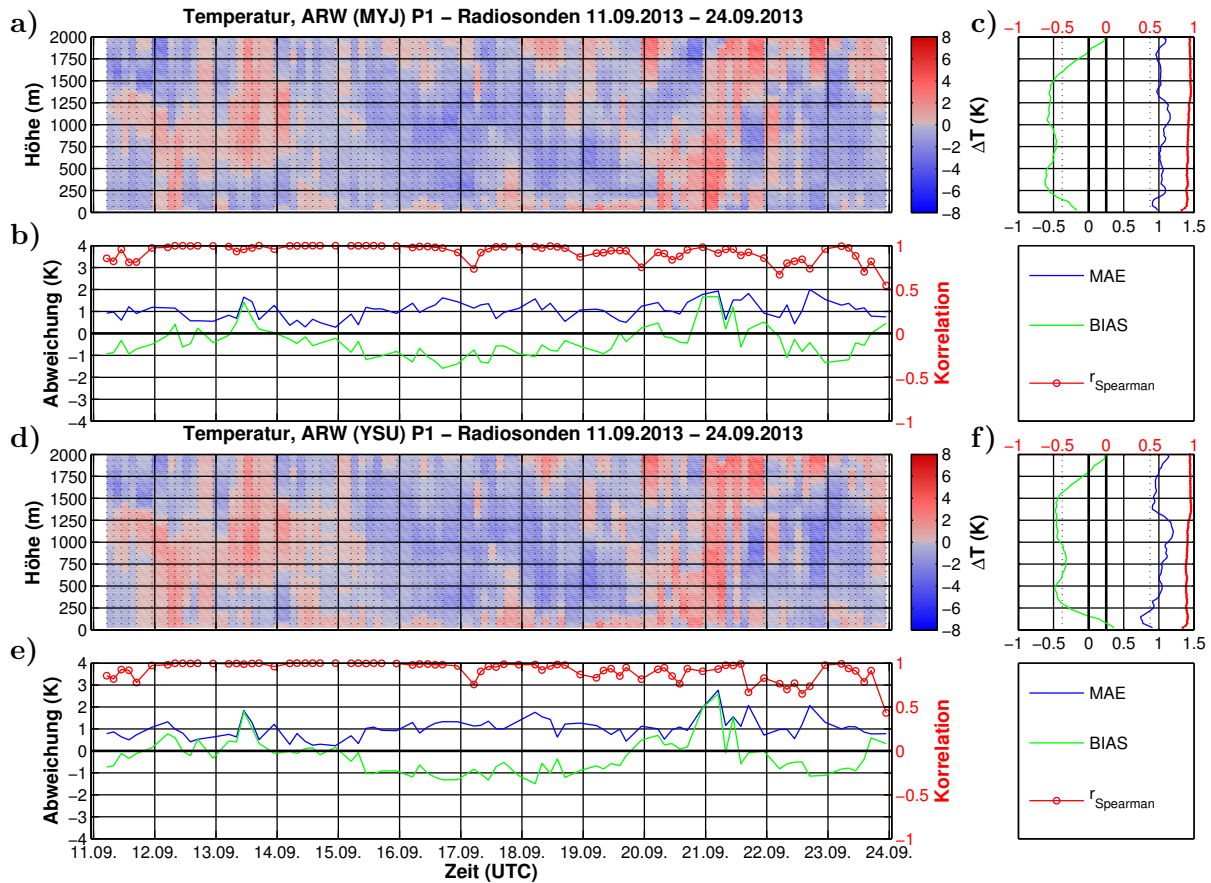 a)
Temperatur, ARW (MYJ) P1 − Radiosonden 11.09.2013 − 24.09.2013
2000
1750
1500
1250
1000
750
500
250
0
Höhe (m)
8
6
4
2
0
−2
−4
−6
−8
ΔT (K)
c)
−1 −0.5 0 0.5 1
−1 −0.5 0 0.5 1 1.5
b)
4
3
2
1
0
−1
−2
−3
−4
Abweichung (K)
1
0.5
0
−0.5
−1
Korrelation
MAE
BIAS
rSpearman
d)
Temperatur, ARW (YSU) P1 − Radiosonden 11.09.2013 − 24.09.2013
2000
1750
1500
1250
1000
750
500
250
0
Höhe (m)
8
6
4
2
0
−2
−4
−6
−8
ΔT (K)
f)
−1 −0.5 0 0.5 1
−1 −0.5 0 0.5 1 1.5
e)
4
3
2
1
0
−1
−2
−3
−4
Abweichung (K)
1
0.5
0
−0.5
−1
Korrelation
11.09. 12.09. 13.09. 14.09. 15.09. 16.09. 17.09. 18.09. 19.09. 20.09. 21.09. 22.09. 23.09. 24.09.
Zeit (UTC)
MAE
BIAS
rSpearman